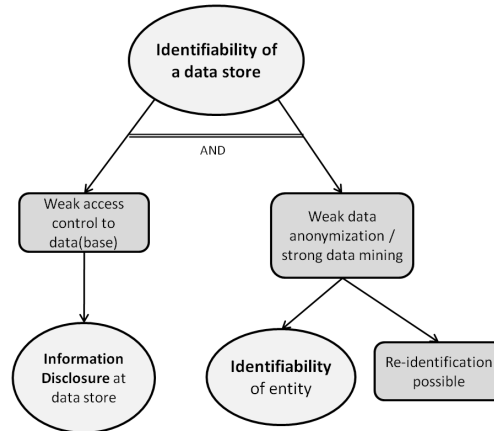 Identifiability of
a data store
AND
Weak access
control to
data(base)
Weak data
anonymization /
strong data mining
Information
Disclosure at
data store
Identifiability
of entity
Re-identification
possible